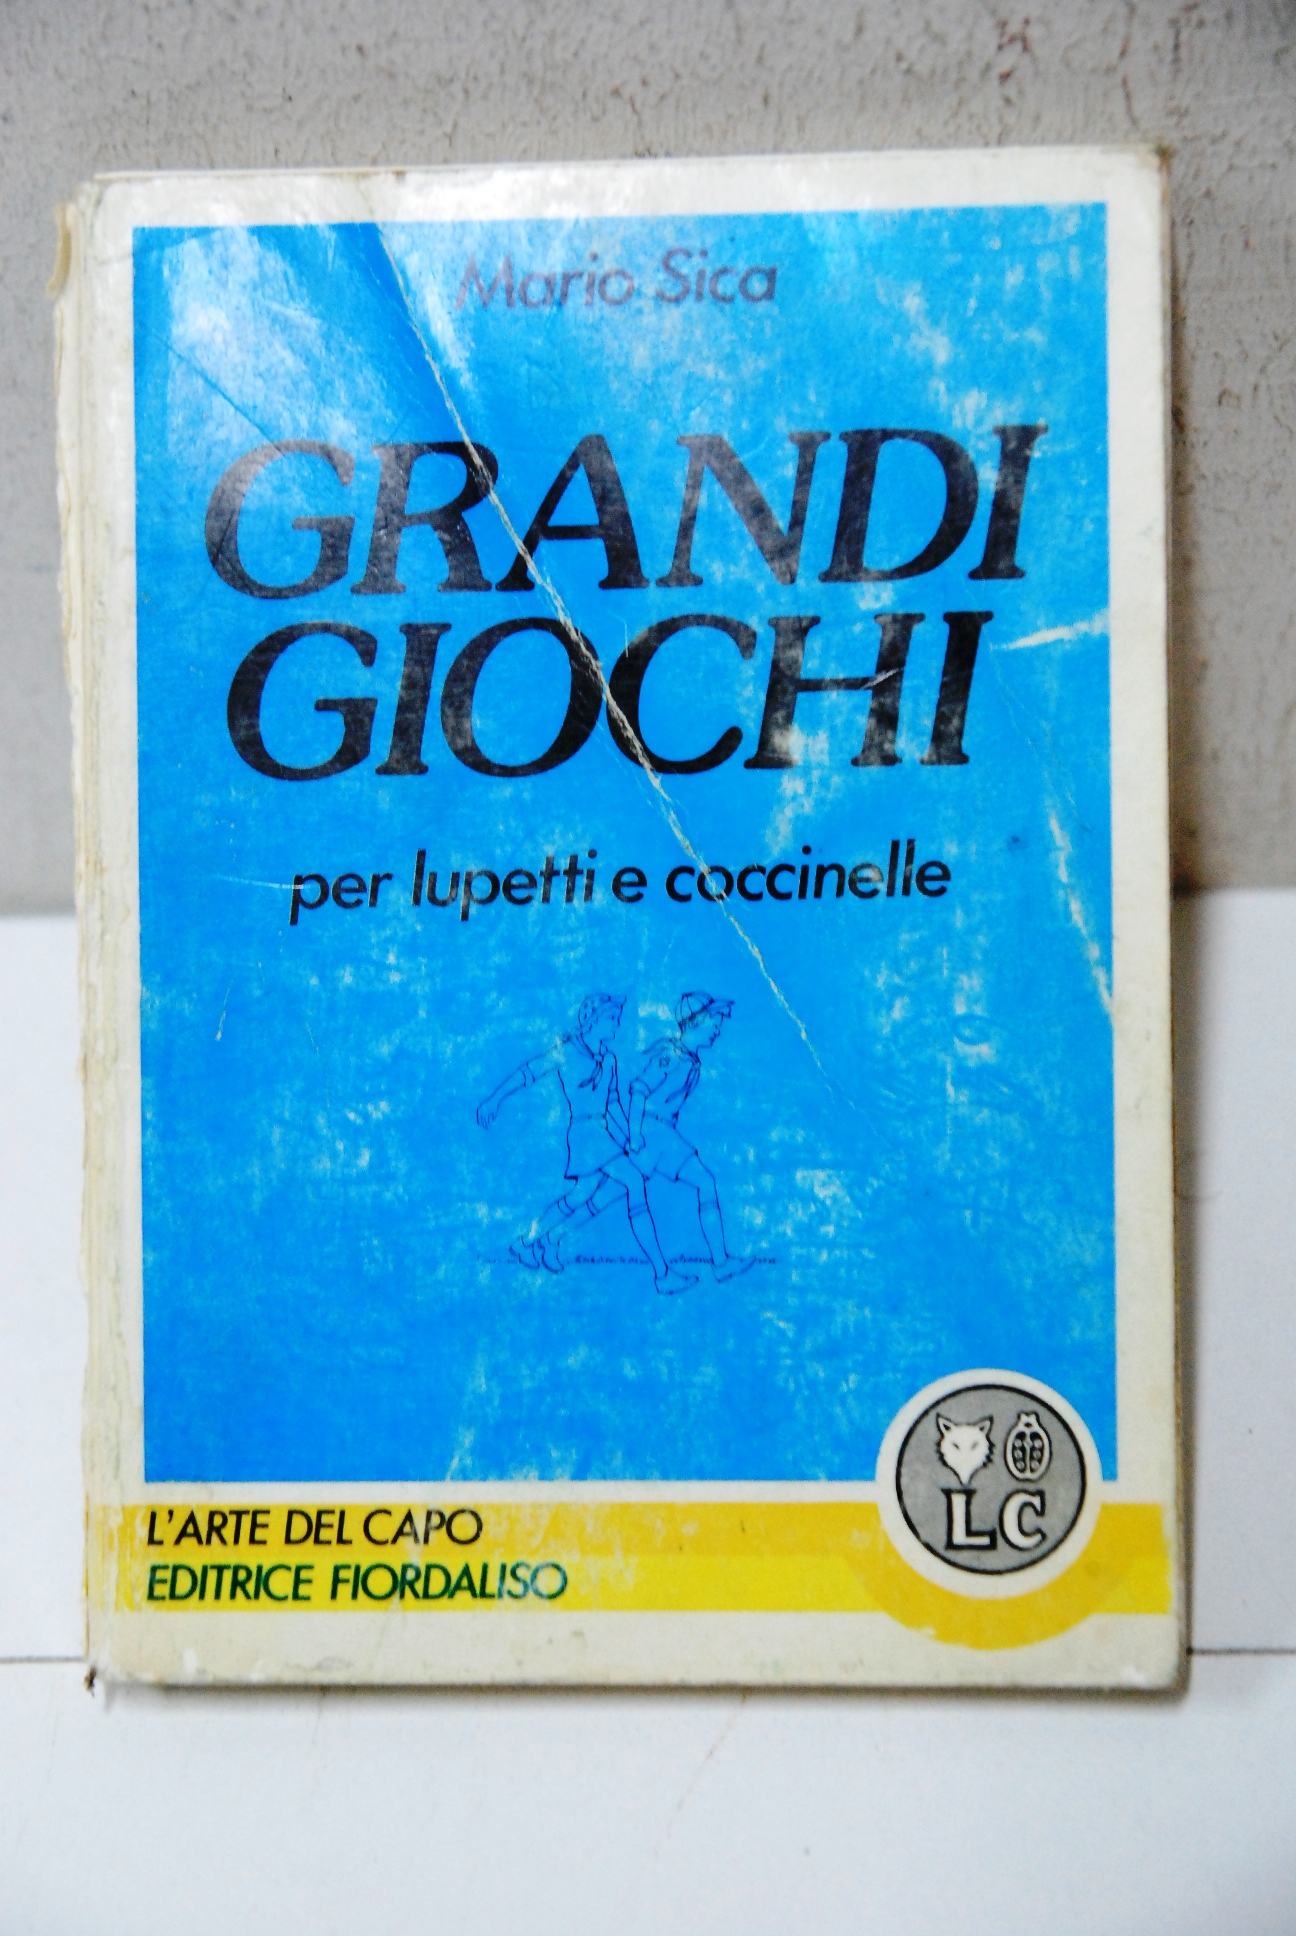 Mario Sica
GRANDI
GIOCHI
per lupetti e coccinelle
L'ARTE DEL CAPO
EDITRICE FIORDALISO
LC